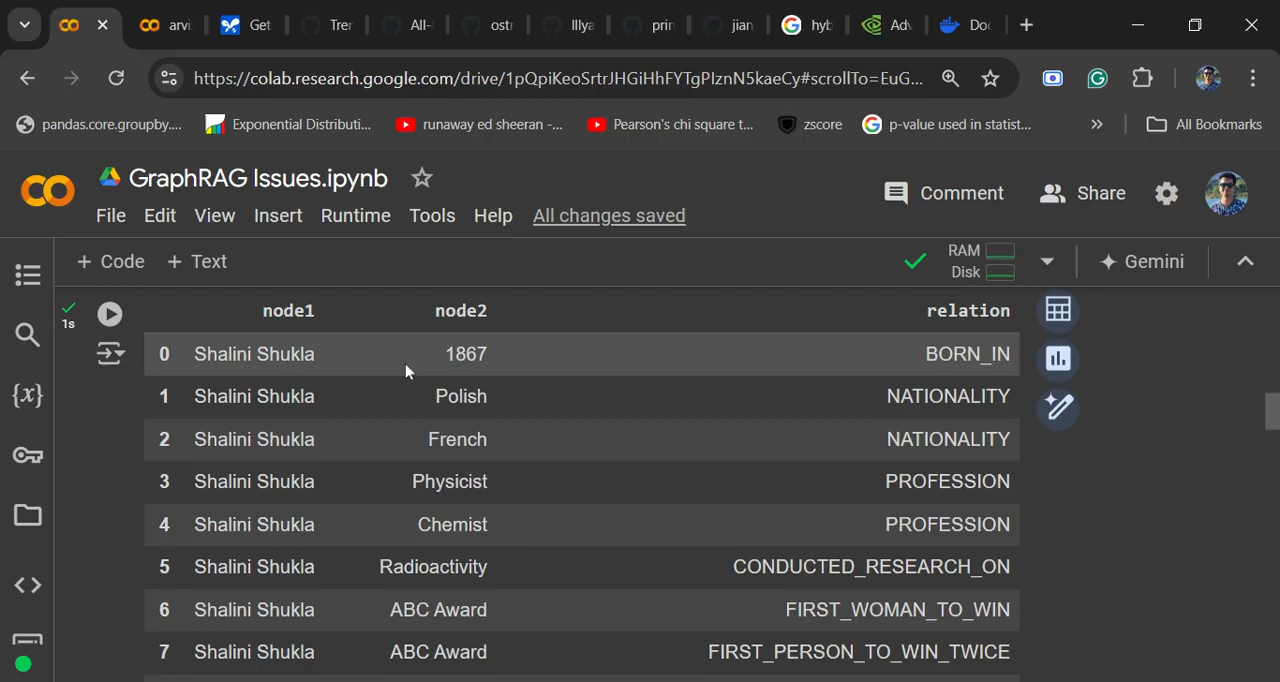 arvi
Get
Trer
All-
ostr
Illya
prin
jian
hyb
Adv
Doc
https://colab.research.google.com/drive/1pQpiKeoSrtrJHGiHhFYTgPIznN5kaeCy#scrollTo=EuG...
pandas.core.groupby....
Exponential Distributi...
runaway ed sheeran -...
Pearson's chi square t...
zscore
p-value used in statist...
All Bookmarks
GraphRAG Issues.ipynb
Comment
Share
File Edit View Insert Runtime Tools Help All changes saved
+ Code + Text
RAM
Disk
Gemini
1s
node1 node2 relation
0 Shalini Shukla 1867 BORN_IN
1 Shalini Shukla Polish NATIONALITY
2 Shalini Shukla French NATIONALITY
3 Shalini Shukla Physicist PROFESSION
4 Shalini Shukla Chemist PROFESSION
5 Shalini Shukla Radioactivity CONDUCTED_RESEARCH_ON
6 Shalini Shukla ABC Award FIRST_WOMAN_TO_WIN
7 Shalini Shukla ABC Award FIRST_PERSON_TO_WIN_TWICE
{x}